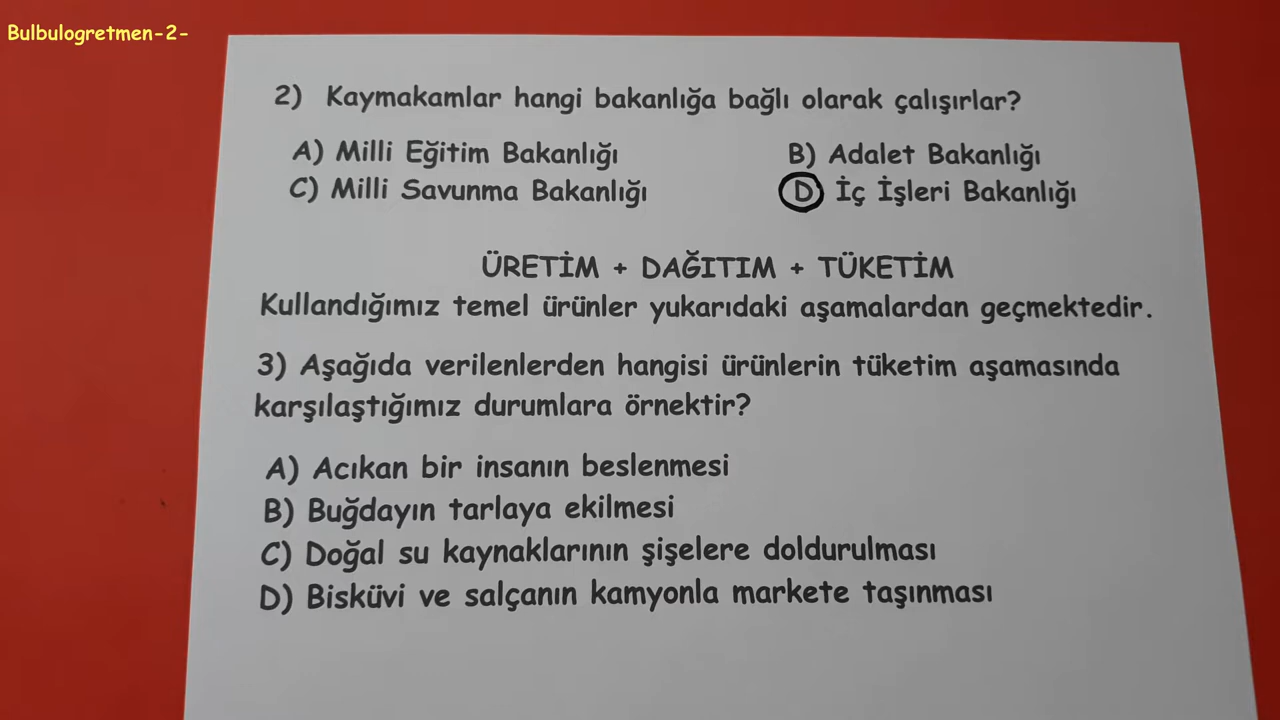 Bulbulogretmen-2-
2) Kaymakamlar hangi bakanlığa bağlı olarak çalışırlar?
A) Milli Eğitim Bakanlığı B) Adalet Bakanlığı
C) Milli Savunma Bakanlığı D) İç İşleri Bakanlığı
ÜRETİM + DAĞITIM + TÜKETİM
Kullandığımız temel ürünler yukarıdaki aşamalardan geçmektedir.
3) Aşağıda verilenlerden hangisi ürünlerin tüketim aşamasında
karşılaştığımız durumlara örnektir?
A) Acıkan bir insanın beslenmesi
B) Buğdayın tarlaya ekilmesi
C) Doğal su kaynaklarının şişelere doldurulması
D) Bisküvi ve salçanın kamyonla markete taşınması